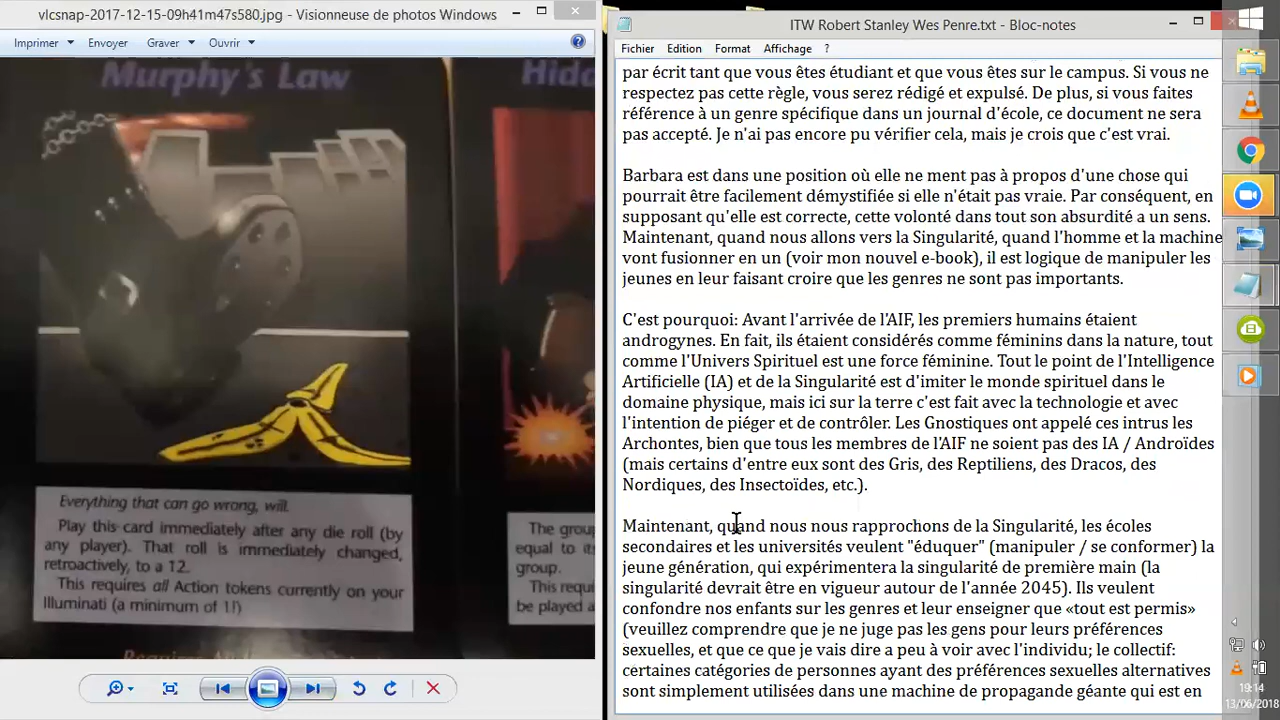 vlcsnap-2017-12-15-09h41m47s580.jpg - Visionneuse de photos Windows
Imprimer
Envoyer
Graver
Ouvrir
Murphy's Law
Everything that can go wrong, will.
Play this card immediately after any die roll (by
any player). That roll is immediately changed,
retroactively, to a 12.
This requires all Action tokens currently on your
Illuminati (a minimum of 1!)
The grou
equal to its
group.
This requi
be played a
ITW Robert Stanley Wes Penre.txt - Bloc-notes
Fichier
Edition
Format
Affichage
?
par écrit tant que vous êtes étudiant et que vous êtes sur le campus. Si vous ne
respectez pas cette règle, vous serez rédigé et expulsé. De plus, si vous faites
référence à un genre spécifique dans un journal d'école, ce document ne sera
pas accepté. Je n'ai pas encore pu vérifier cela, mais je crois que c'est vrai.
Barbara est dans une position où elle ne ment pas à propos d'une chose qui
pourrait être facilement démystifiée si elle n'était pas vraie. Par conséquent, en
supposant qu'elle est correcte, cette volonté dans tout son absurdité a un sens.
Maintenant, quand nous allons vers la Singularité, quand l'homme et la machine
vont fusionner en un (voir mon nouvel e-book), il est logique de manipuler les
jeunes en leur faisant croire que les genres ne sont pas importants.
C'est pourquoi: Avant l'arrivée de l'AIF, les premiers humains étaient
androgynes. En fait, ils étaient considérés comme féminins dans la nature, tout
comme l'Univers Spirituel est une force féminine. Tout le point de l'Intelligence
Artificielle (IA) et de la Singularité est d'imiter le monde spirituel dans le
domaine physique, mais ici sur la terre c'est fait avec la technologie et avec
l'intention de piéger et de contrôler. Les Gnostiques ont appelé ces intrus les
Archontes, bien que tous les membres de l'AIF ne soient pas des IA / Androïdes
(mais certains d'entre eux sont des Gris, des Reptiliens, des Dracos, des
Nordiques, des Insectoïdes, etc.).
Maintenant, quand nous nous rapprochons de la Singularité, les écoles
secondaires et les universités veulent "éduquer" (manipuler / se conformer) la
jeune génération, qui expérimentera la singularité de première main (la
singularité devrait être en vigueur autour de l'année 2045). Ils veulent
confondre nos enfants sur les genres et leur enseigner que «tout est permis»
(veuillez comprendre que je ne juge pas les gens pour leurs préférences
sexuelles, et que ce que je vais dire a peu à voir avec l'individu; le collectif:
certaines catégories de personnes ayant des préférences sexuelles alternatives
sont simplement utilisées dans une machine de propagande géante qui est en
19:14
13/06/2018